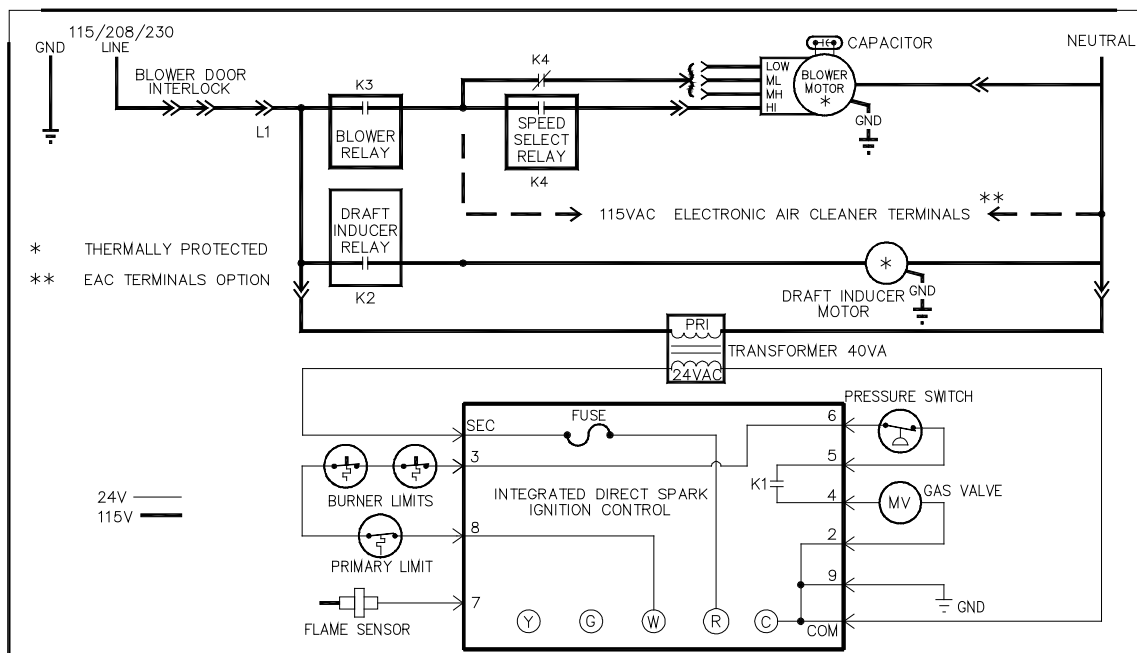 115/208/230
GND
LINE
BLOWER DOOR
INTERLOCK
L1
K3
BLOWER
RELAY
K4
SPEED
SELECT
RELAY
K4
LOW
ML
MH
HI
CAPACITOR
BLOWER
MOTOR
*
GND
NEUTRAL
DRAFT
INDUCER
RELAY
K2
115VAC ELECTRONIC AIR CLEANER TERMINALS
**
* THERMALLY PROTECTED
** EAC TERMINALS OPTION
*
GND
DRAFT INDUCER
MOTOR
PRI
24VAC
TRANSFORMER 40VA
PRESSURE SWITCH
SEC
FUSE
6
3
5
BURNER LIMITS
K1
INTEGRATED DIRECT SPARK
IGNITION CONTROL
4
MV
GAS VALVE
24V
115V
8
2
PRIMARY LIMIT
9
GND
7
FLAME SENSOR
Y
G
W
R
C
COM